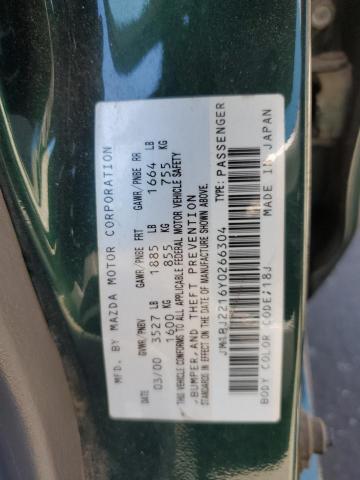 MFD. BY MAZDA MOTOR CORPORATION
DATE GVWR/PNBV GAWR/PNBE FRT GAWR/PNBE RR
03/00 3527 LB 1885 LB 1664 LB
1600 KG 855 KG 755 KG
THIS VEHICLE CONFORMS TO ALL APPLICABLE FEDERAL MOTOR VEHICLE SAFETY
BUMPER, AND THEFT PREVENTION
STANDARDS IN EFFECT ON THE DATE OF MANUFACTURE SHOWN ABOVE.
JM1BJ2216Y0266304 TYPE: PASSENGER
BODY COLOR CODE: 18J MADE IN JAPAN